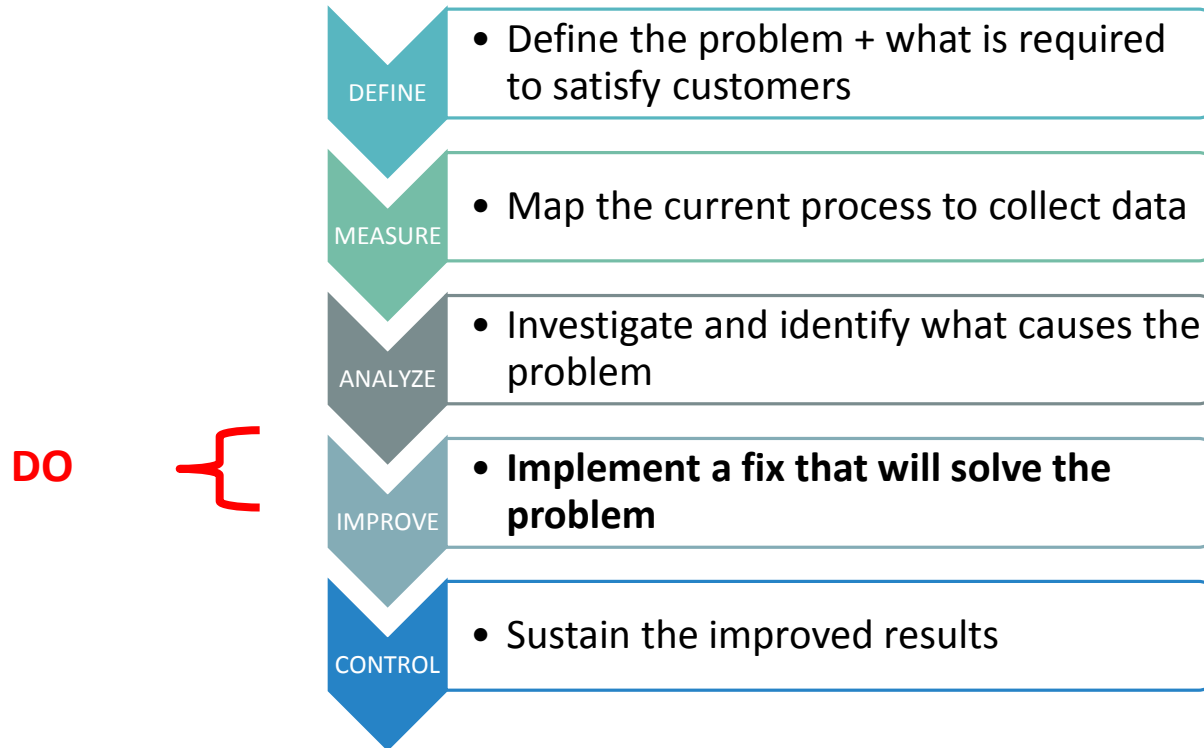 DEFINE
• Define the problem + what is required
to satisfy customers
MEASURE
• Map the current process to collect data
ANALYZE
• Investigate and identify what causes the
problem
DO
IMPROVE
• Implement a fix that will solve the
problem
CONTROL
• Sustain the improved results